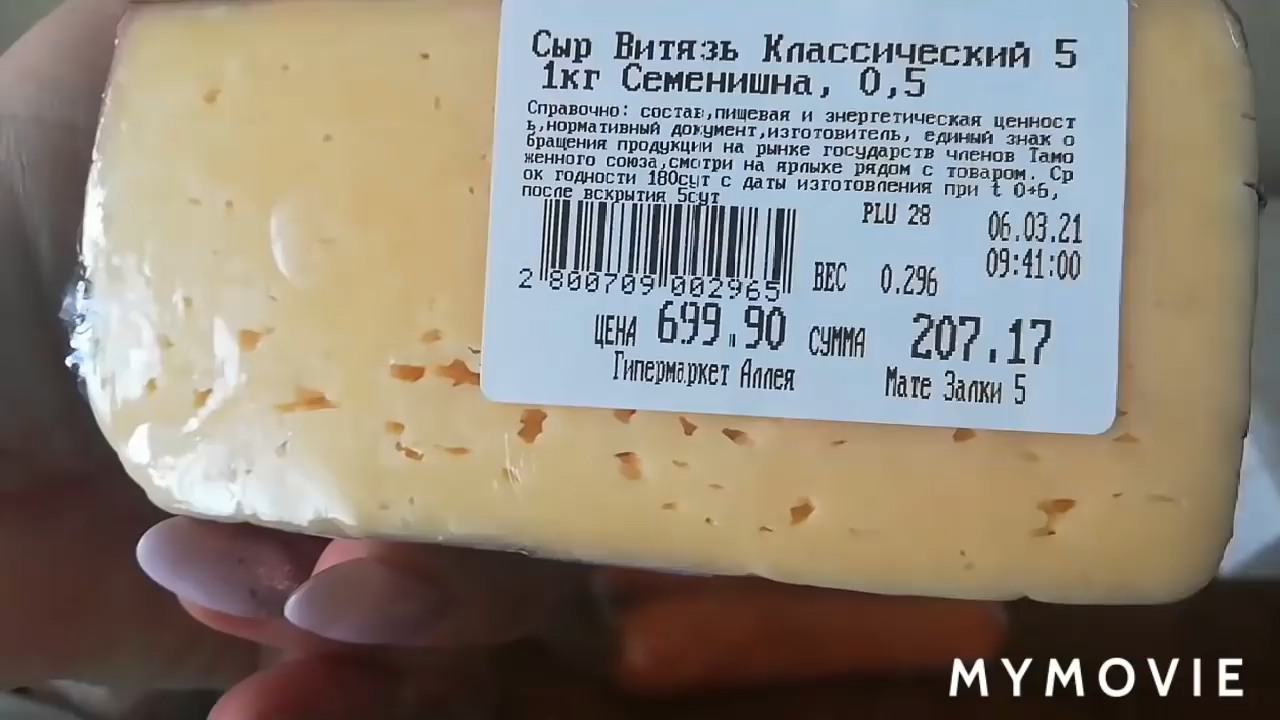 Сыр Витязь Классический 5
1кг Семенишна, 0,5
Справочно: состав,пищевая и энергетическая ценност
ь,нормативный документ,изготовитель, единый знак о
бращения продукции на рынке государств членов Тамо
женного союза,смотри на ярлыке рядом с товаром. Ср
ок годности 180сут с даты изготовления при t 0+6,
после вскрытия 5сут
PLU 28 06.03.21
09:41:00
2 800709 002965
ВЕС 0.296
ЦЕНА 699.90 СУММА 207.17
Гипермаркет Аллея Мате Залки 5
MYMOVIE